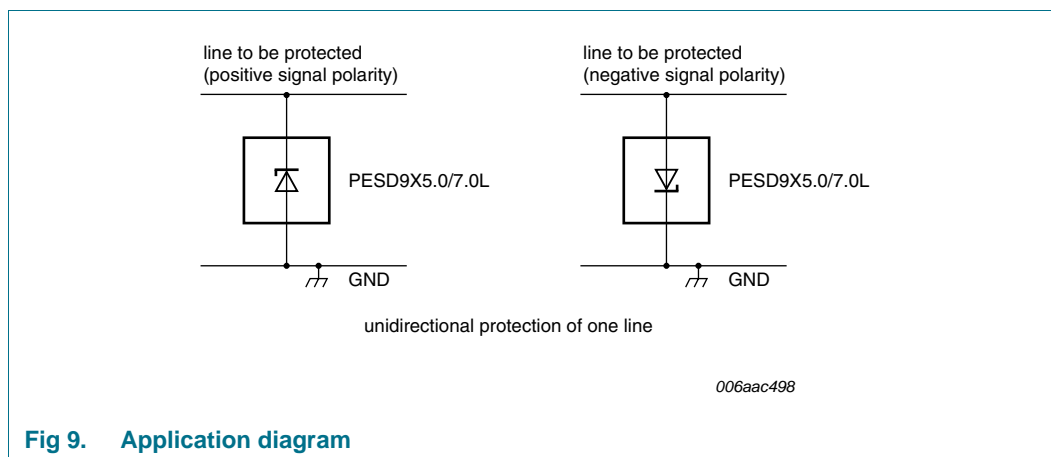 line to be protected
(positive signal polarity)
line to be protected
(negative signal polarity)
PESD9X5.0/7.0L
PESD9X5.0/7.0L
GND
GND
unidirectional protection of one line
006aac498
Fig 9. Application diagram